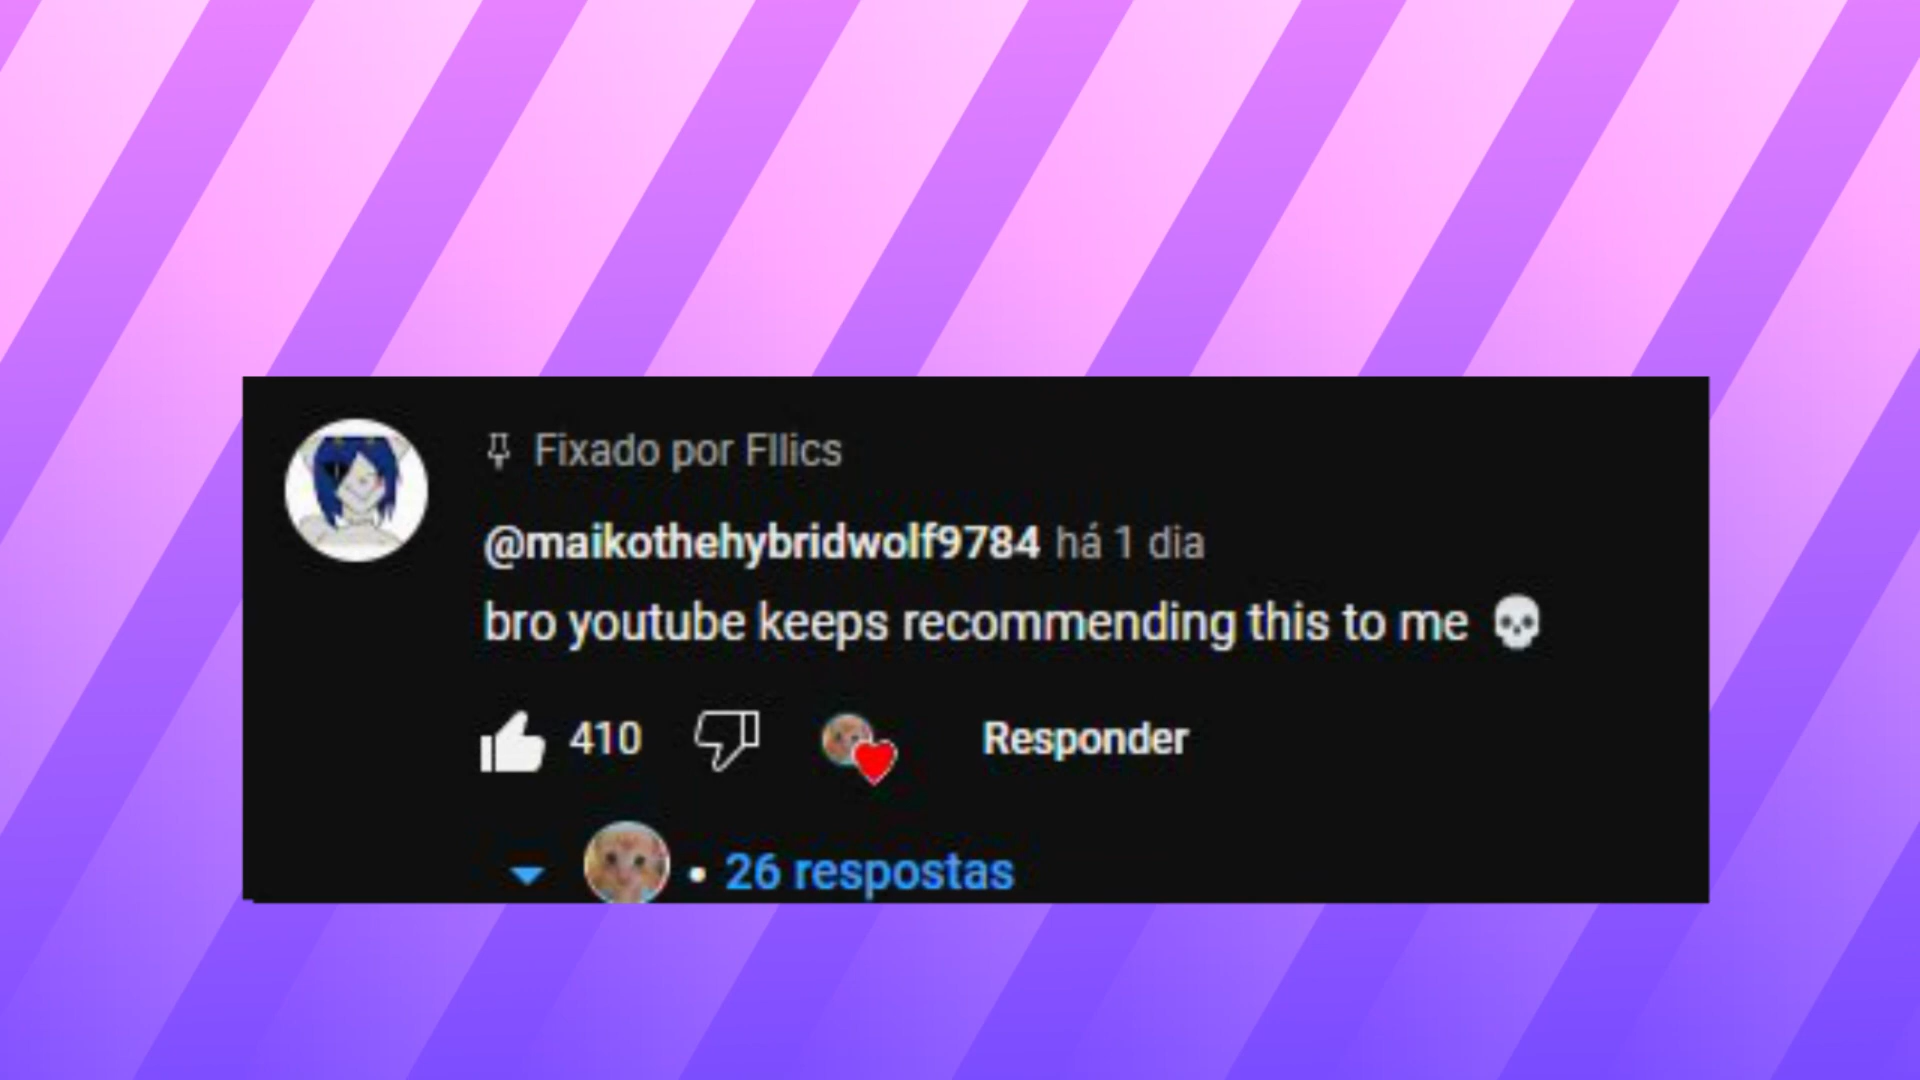 Fixado por Fllics
@maikothehybridwolf9784 há 1 dia
bro youtube keeps recommending this to me 💀
410 Responder
• 26 respostas